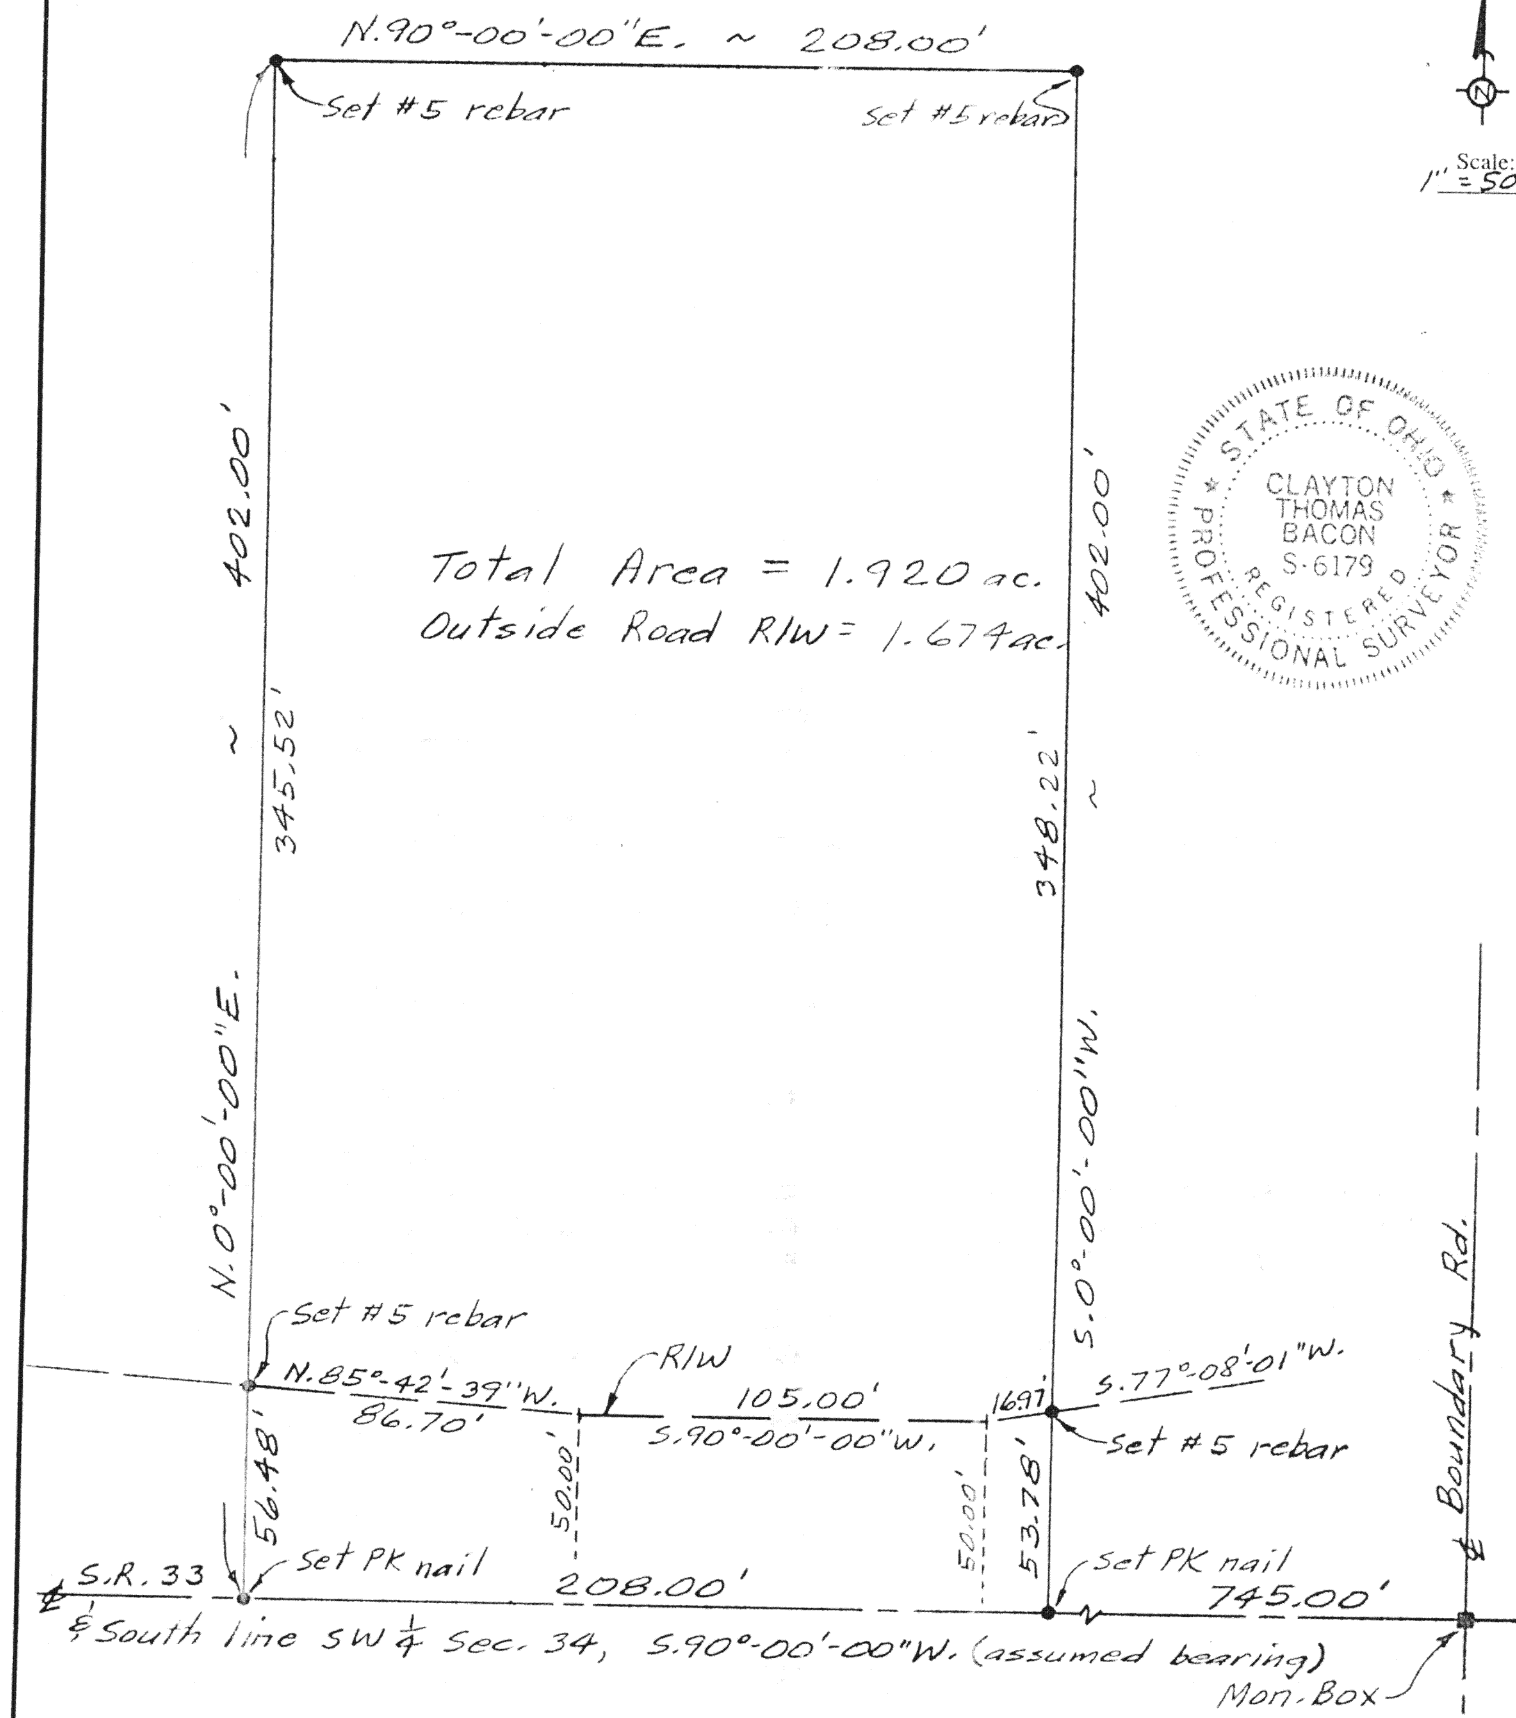 N.90°-00'-00"E. ~ 208.00'
Set #5 rebar
Set #5 rebar
Scale:
1" = 50
N
STATE OF OHIO
CLAYTON
THOMAS
BACON
S-6179
REGISTERED
PROFESSIONAL SURVEYOR
N.0°-00'-00"E. ~ 402.00'
345.52'
Total Area = 1.920 ac.
Outside Road R/W = 1.674 ac.
348.22'
S.0°-00'-00"W. ~ 402.00'
Set #5 rebar
R/W
N.85°-42'-39"W.
86.70'
105.00'
S.90°-00'-00"W.
16.97'
S.77°-08'-01"W.
Set #5 rebar
56.48'
50.00'
50.00'
53.78'
℄ Boundary Rd.
℄ S.R. 33
Set PK nail
208.00'
Set PK nail
745.00'
& South line SW 1/4 Sec. 34, S.90°-00'-00"W. (assumed bearing)
Mon. Box